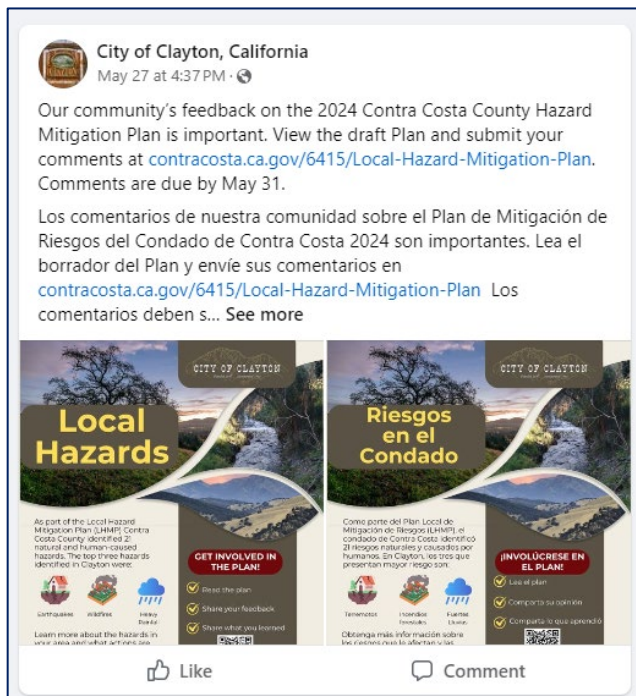 City of Clayton, California
May 27 at 4:37 PM ·
Our community's feedback on the 2024 Contra Costa County Hazard
Mitigation Plan is important. View the draft Plan and submit your
comments at contracosta.ca.gov/6415/Local-Hazard-Mitigation-Plan.
Comments are due by May 31.
Los comentarios de nuestra comunidad sobre el Plan de Mitigación de
Riesgos del Condado de Contra Costa 2024 son importantes. Lea el
borrador del Plan y envíe sus comentarios en
contracosta.ca.gov/6415/Local-Hazard-Mitigation-Plan Los
comentarios deben s... See more
CITY OF CLAYTON
Local
Hazards
As part of the Local Hazard
Mitigation Plan (LHMP) Contra
Costa County identified 21
natural and human-caused
hazards. The top three hazards
identified in Clayton were:
Earthquakes
Wildfires
Heavy
Rainfall
Learn more about the hazards in
your area and what actions are
GET INVOLVED IN
THE PLAN!
Read the plan
Share your feedback
Share what you learned
CITY OF CLAYTON
Riesgos
en el
Condado
Como parte del Plan Local de
Mitigación de Riesgos (LHMP), el
condado de Contra Costa identificó
21 riesgos naturales y causados por
humanos. En Clayton, los tres que
presentan mayor riesgo son:
Terremotos
Incendios
forestales
Fuertes
Lluvias
Obtenga más información sobre
los riesgos que le afectan y las
¡INVOLÚCRESE EN
EL PLAN!
Lea el plan
Comparta su opinión
Comparta lo que aprendió
Like
Comment